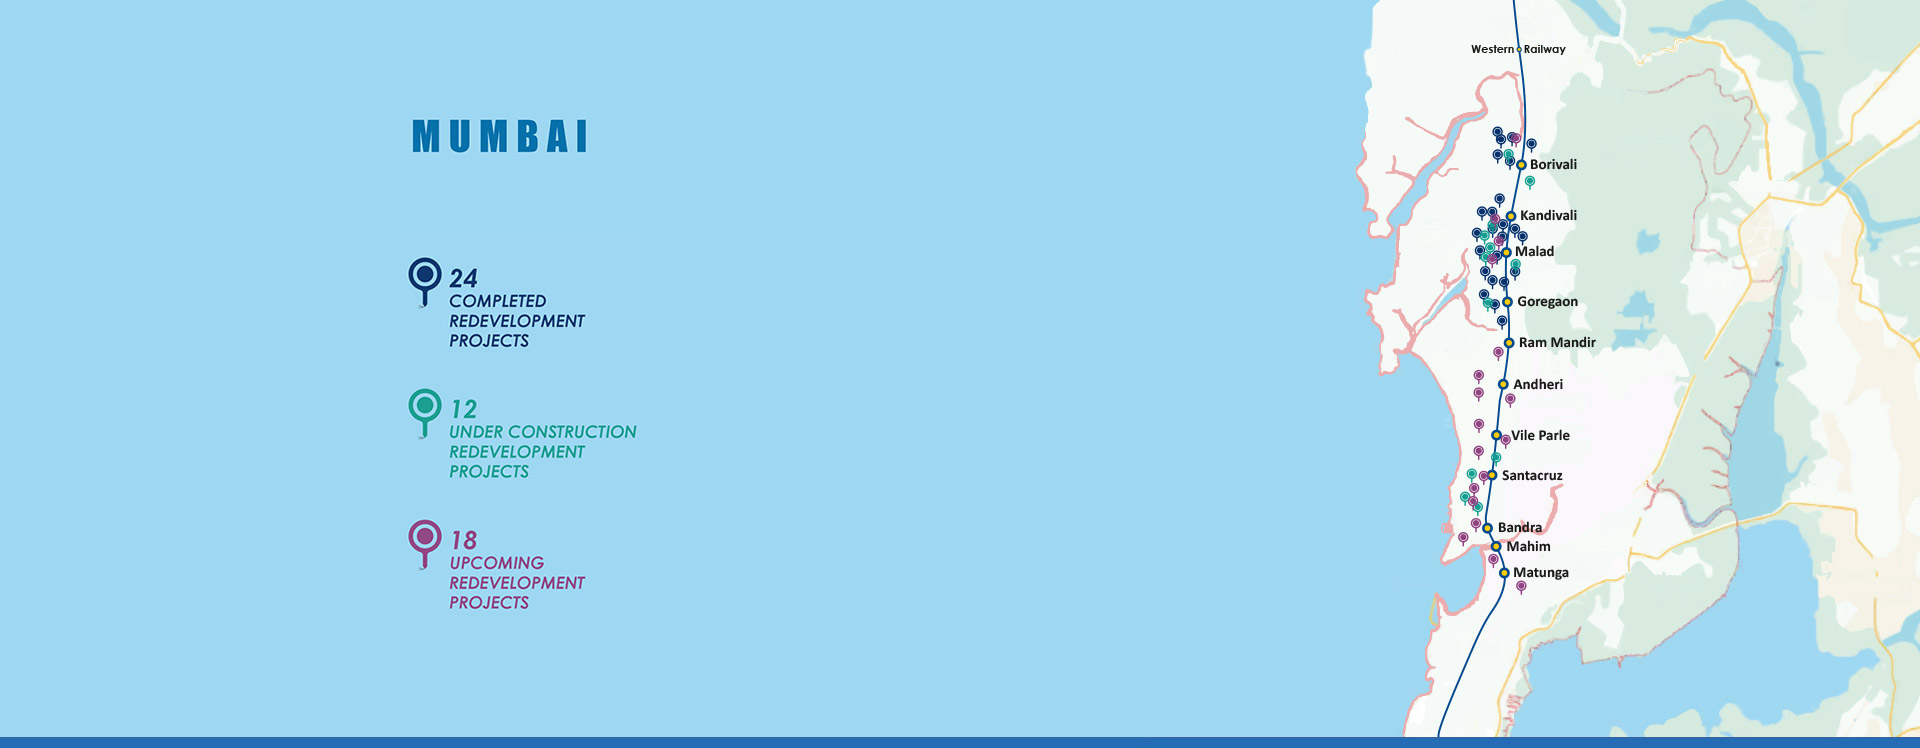 MUMBAI
24
COMPLETED
REDEVELOPMENT
PROJECTS
12
UNDER CONSTRUCTION
REDEVELOPMENT
PROJECTS
18
UPCOMING
REDEVELOPMENT
PROJECTS
Western Railway
Borivali
Kandivali
Malad
Goregaon
Ram Mandir
Andheri
Vile Parle
Santacruz
Bandra
Mahim
Matunga